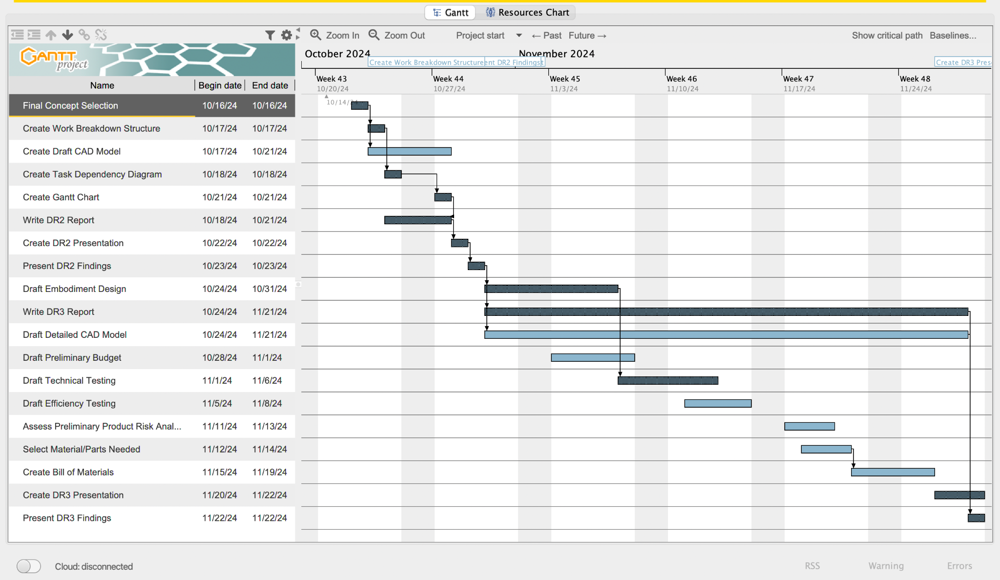 Gantt Resources Chart
Zoom In Zoom Out Project start ← Past Future → Show critical path Baselines...
GANTT project
October 2024 November 2024
Create Work Breakdown Structure ent DR2 Findings Create DR3 Pres
Week 43 Week 44 Week 45 Week 46 Week 47 Week 48
Name Begin date End date
10/20/24 10/27/24 11/3/24 11/10/24 11/17/24 11/24/24
10/14/
Final Concept Selection 10/16/24 10/16/24
Create Work Breakdown Structure 10/17/24 10/17/24
Create Draft CAD Model 10/17/24 10/21/24
Create Task Dependency Diagram 10/18/24 10/18/24
Create Gantt Chart 10/21/24 10/21/24
Write DR2 Report 10/18/24 10/21/24
Create DR2 Presentation 10/22/24 10/22/24
Present DR2 Findings 10/23/24 10/23/24
Draft Embodiment Design 10/24/24 10/31/24
Write DR3 Report 10/24/24 11/21/24
Draft Detailed CAD Model 10/24/24 11/21/24
Draft Preliminary Budget 10/28/24 11/1/24
Draft Technical Testing 11/1/24 11/6/24
Draft Efficiency Testing 11/5/24 11/8/24
Assess Preliminary Product Risk Anal... 11/11/24 11/13/24
Select Material/Parts Needed 11/12/24 11/14/24
Create Bill of Materials 11/15/24 11/19/24
Create DR3 Presentation 11/20/24 11/22/24
Present DR3 Findings 11/22/24 11/22/24
Cloud: disconnected RSS Warning Errors